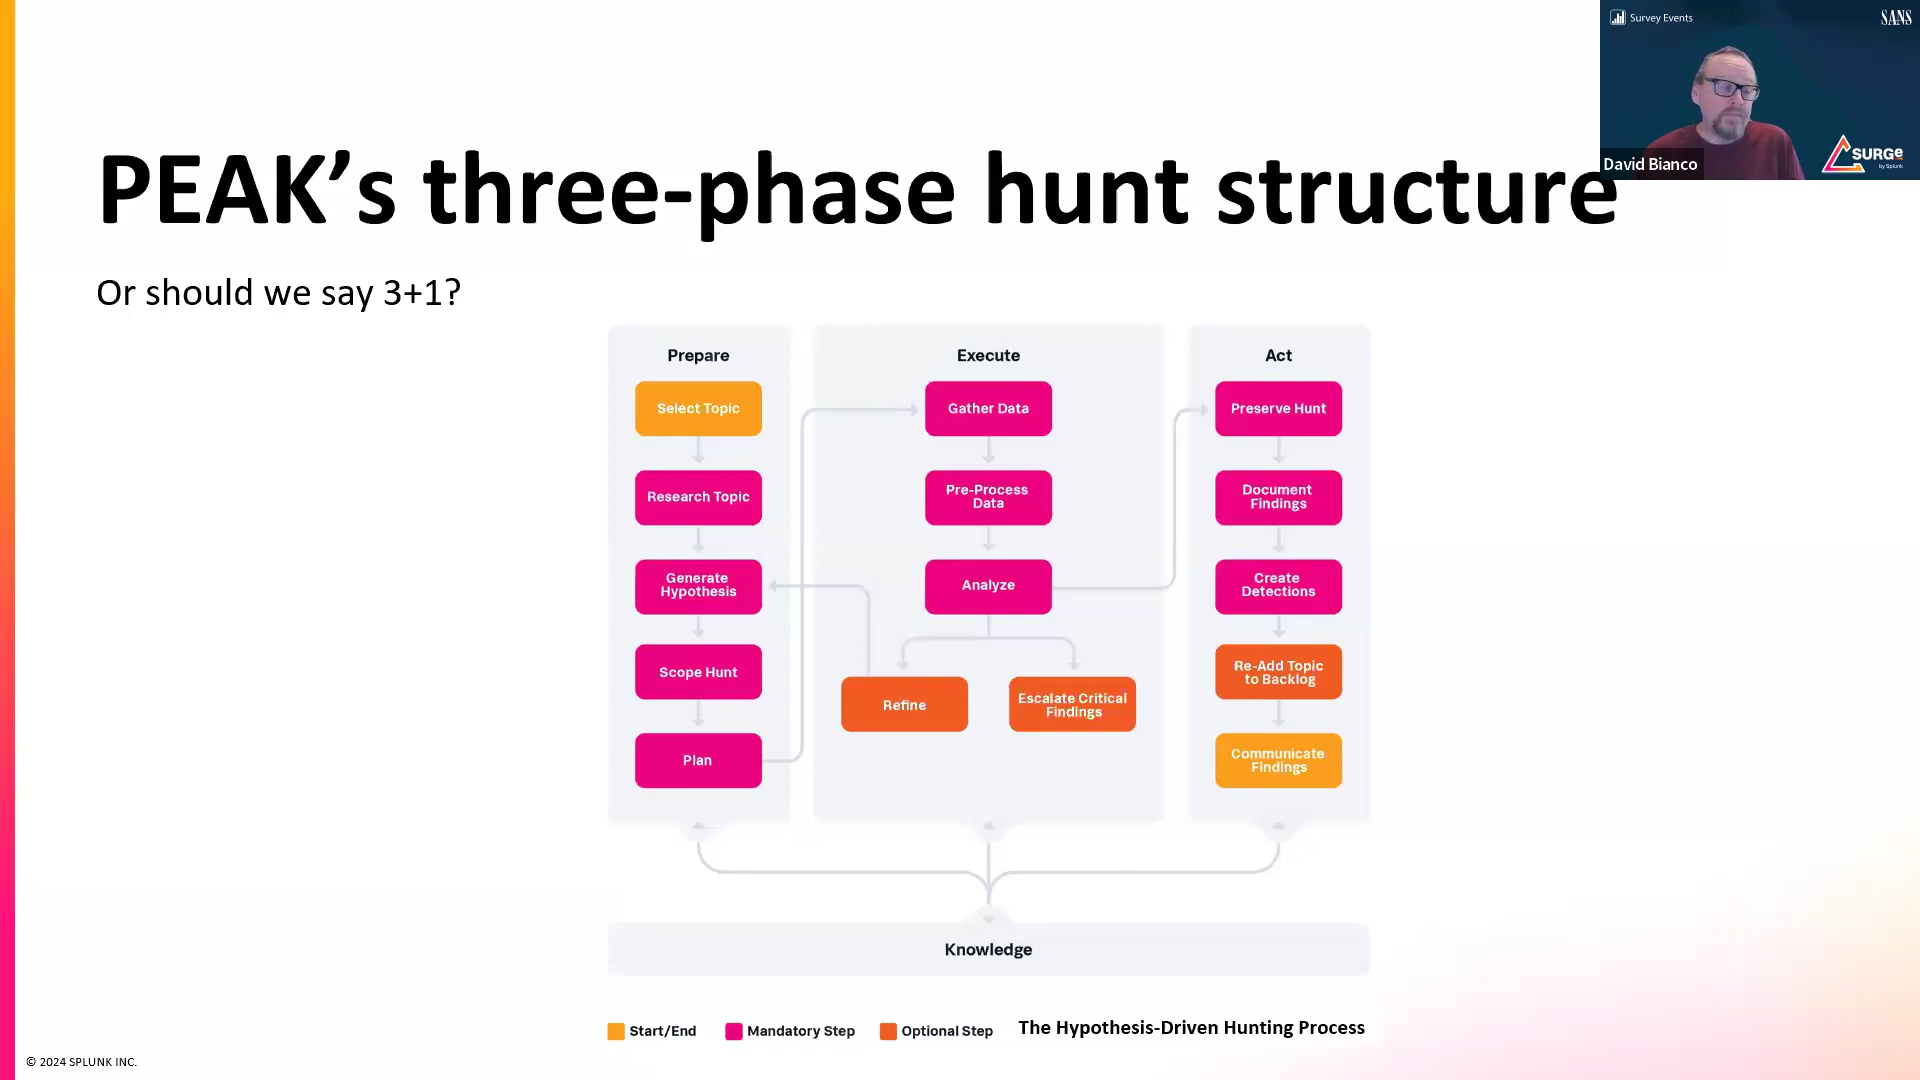 Survey Events
SANS
David Bianco
SURGe
by Splunk
PEAK’s three-phase hunt structure
Or should we say 3+1?
Prepare
Select Topic
Research Topic
Generate
Hypothesis
Scope Hunt
Plan
Execute
Gather Data
Pre-Process
Data
Analyze
Refine
Escalate Critical
Findings
Act
Preserve Hunt
Document
Findings
Create
Detections
Re-Add Topic
to Backlog
Communicate
Findings
Knowledge
Start/End
Mandatory Step
Optional Step
The Hypothesis-Driven Hunting Process
© 2024 SPLUNK INC.